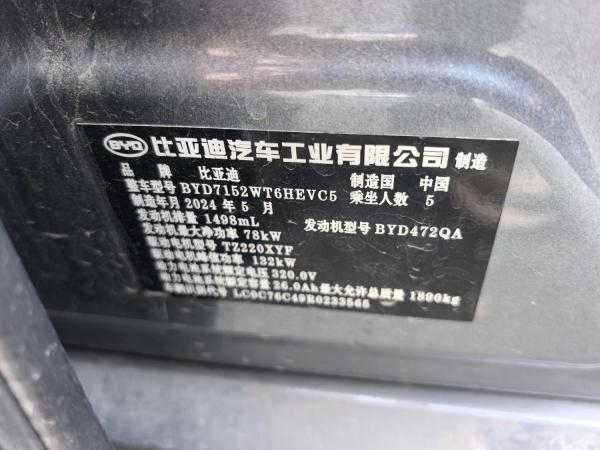 BYD 比亚迪汽车工业有限公司 制造
品 牌 比亚迪 制造国 中国
整车型号 BYD7152WT6HEVC5 乘坐人数 5
制造年月 2024 年 5 月
发动机排量 1498mL 发动机型号 BYD472QA
发动机最大净功率 78kW
驱动电机型号 TZ220XYF
驱动电机峰值功率 132kW
动力电池系统额定电压 320.0V
动力电池系统额定容量 26.0Ah 最大允许总质量 1890kg
车辆识别代号 LC0C76C49R0233565